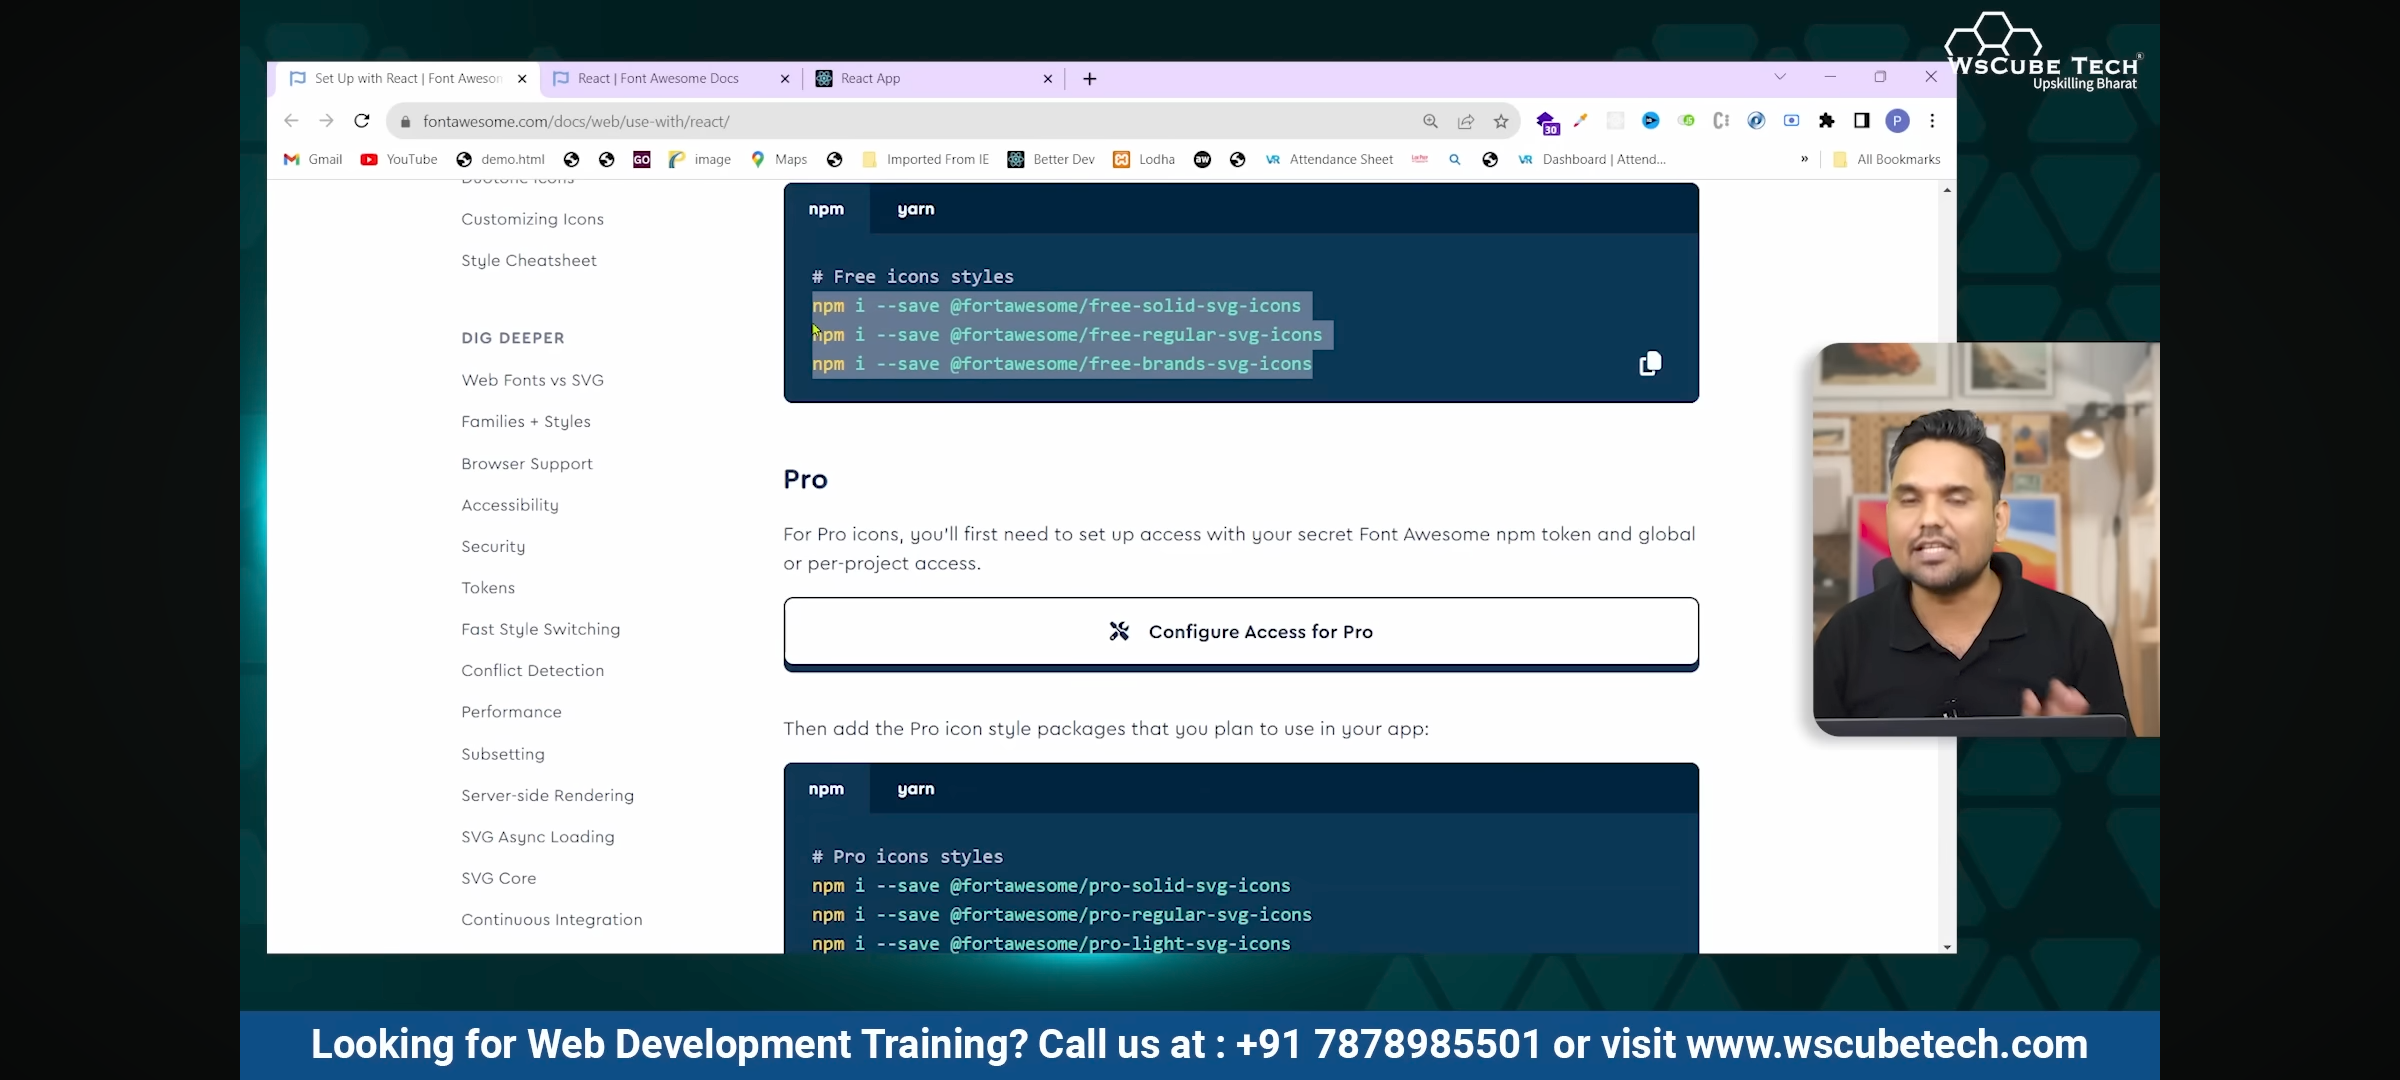 WsCube Tech®
Upskilling Bharat
Set Up with React | Font Aweson
React | Font Awesome Docs
React App
fontawesome.com/docs/web/use-with/react/
30
P
Gmail
YouTube
demo.html
GO
image
Maps
Imported From IE
Better Dev
Lodha
aw
VR
Attendance Sheet
VR
Dashboard | Attend...
»
All Bookmarks
Duotone Icons
Customizing Icons
Style Cheatsheet
DIG DEEPER
Web Fonts vs SVG
Families + Styles
Browser Support
Accessibility
Security
Tokens
Fast Style Switching
Conflict Detection
Performance
Subsetting
Server-side Rendering
SVG Async Loading
SVG Core
Continuous Integration
npm yarn
# Free icons styles
npm i --save @fortawesome/free-solid-svg-icons
npm i --save @fortawesome/free-regular-svg-icons
npm i --save @fortawesome/free-brands-svg-icons
Pro
For Pro icons, you'll first need to set up access with your secret Font Awesome npm token and global
or per-project access.
Configure Access for Pro
Then add the Pro icon style packages that you plan to use in your app:
npm yarn
# Pro icons styles
npm i --save @fortawesome/pro-solid-svg-icons
npm i --save @fortawesome/pro-regular-svg-icons
npm i --save @fortawesome/pro-light-svg-icons
Looking for Web Development Training? Call us at : +91 7878985501 or visit www.wscubetech.com